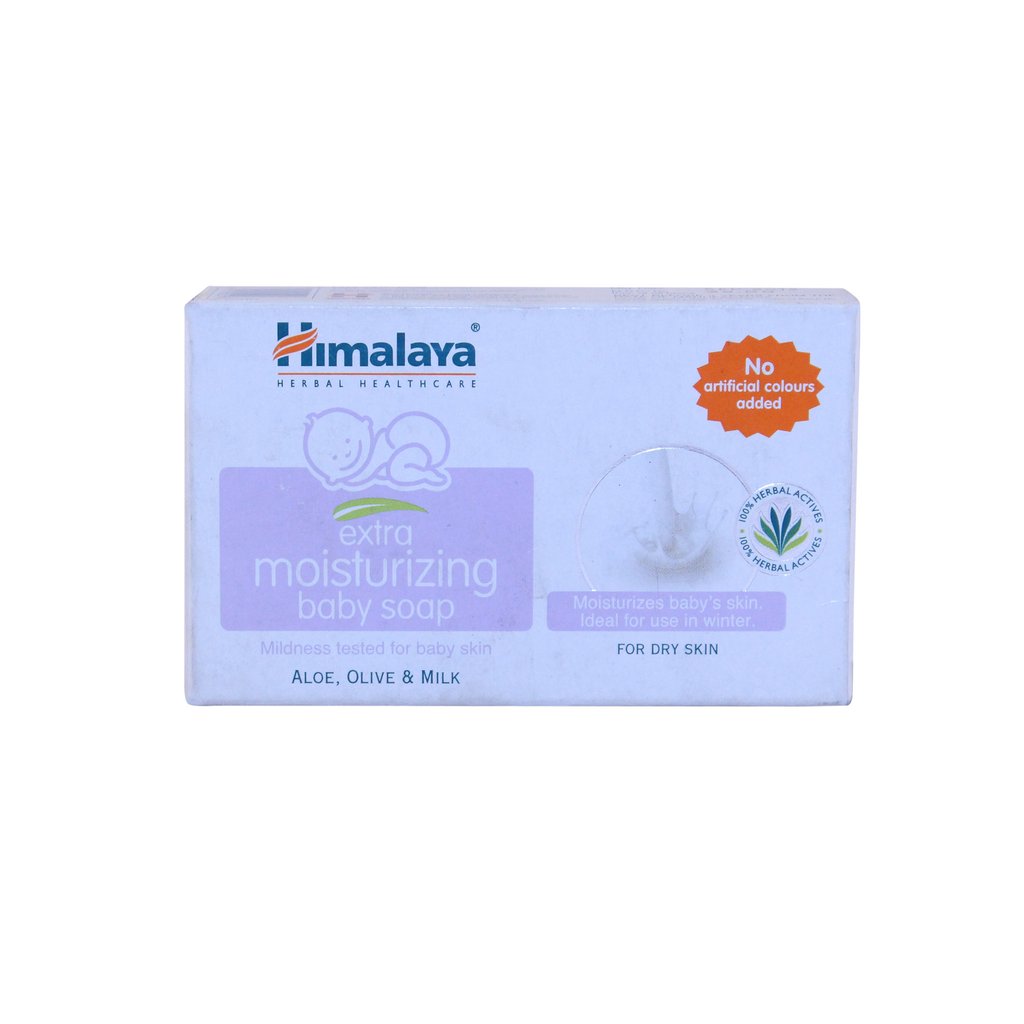 Himalaya®
HERBAL HEALTHCARE
extra
moisturizing
baby soap
Mildness tested for baby skin
ALOE, OLIVE & MILK
No
artificial colours
added
100% HERBAL ACTIVES
100% HERBAL ACTIVES
Moisturizes baby's skin.
Ideal for use in winter.
FOR DRY SKIN